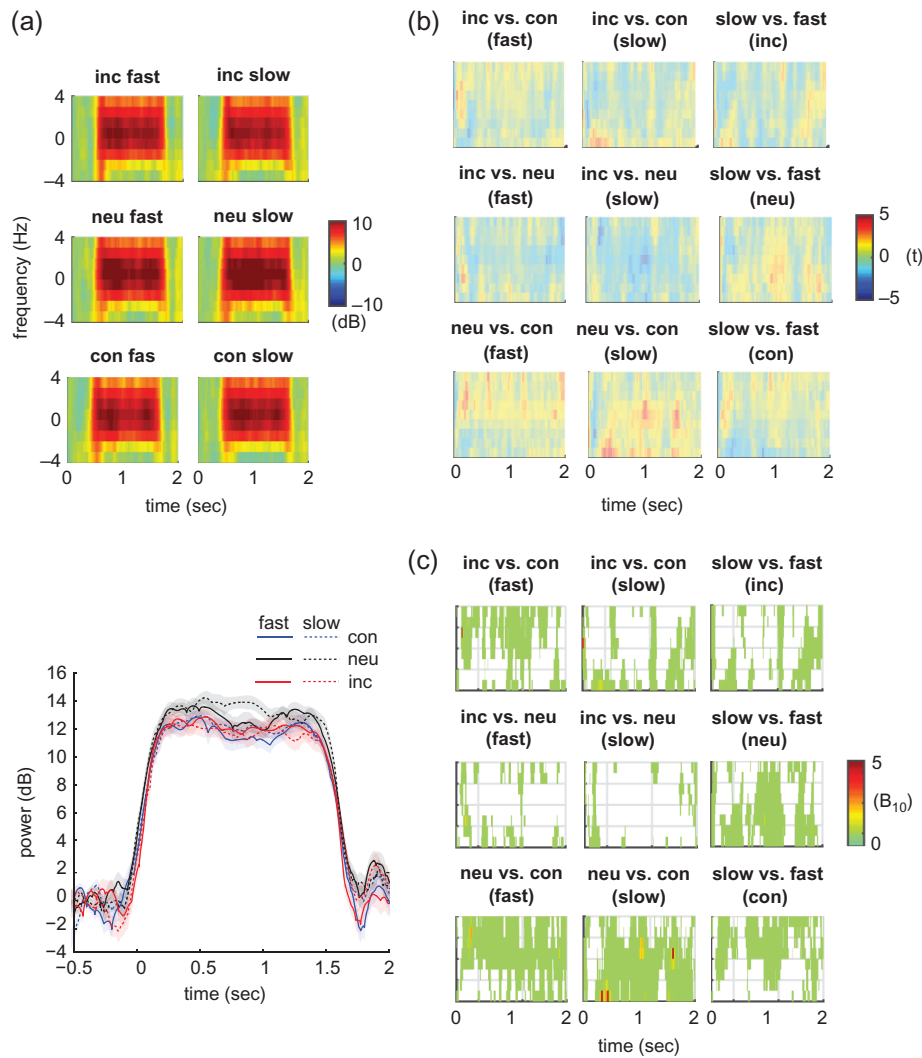 (a)
inc fast inc slow
4
0
−4
neu fast neu slow
4
0
−4
con fas con slow
4
0
−4
0 1 2 0 1 2
time (sec)
frequency (Hz)
10
0
−10
(dB)
(b)
inc vs. con
(fast)
inc vs. con
(slow)
slow vs. fast
(inc)
inc vs. neu
(fast)
inc vs. neu
(slow)
slow vs. fast
(neu)
neu vs. con
(fast)
neu vs. con
(slow)
slow vs. fast
(con)
0 1 2 0 1 2 0 1 2
time (sec)
5
0
−5
(t)
fast slow
con
neu
inc
16
14
12
10
8
6
4
2
0
−2
−4
power (dB)
−0.5 0 0.5 1 1.5 2
time (sec)
(c)
inc vs. con
(fast)
inc vs. con
(slow)
slow vs. fast
(inc)
inc vs. neu
(fast)
inc vs. neu
(slow)
slow vs. fast
(neu)
neu vs. con
(fast)
neu vs. con
(slow)
slow vs. fast
(con)
0 1 2 0 1 2 0 1 2
time (sec)
5
(B10)
0